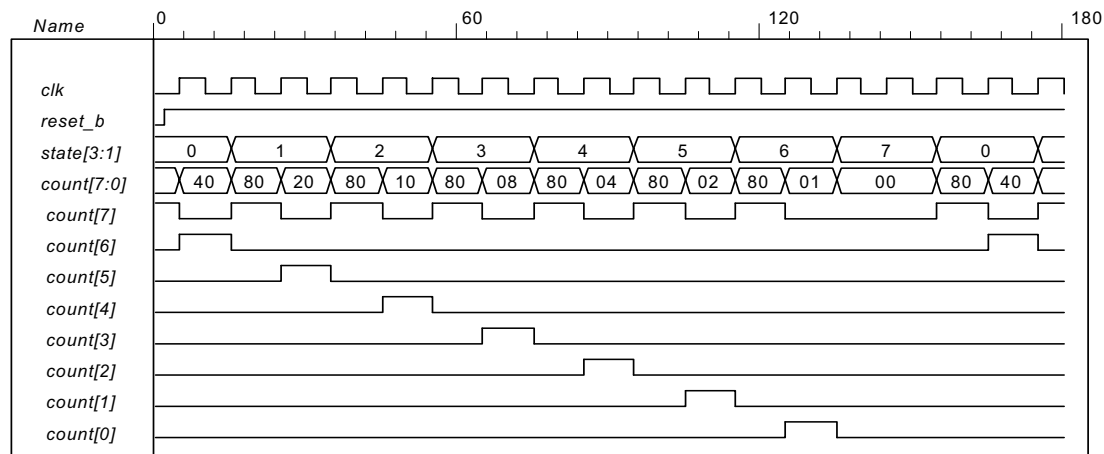 Name 0 60 120 180
clk
reset_b
state[3:1] 0 1 2 3 4 5 6 7 0
count[7:0] 40 80 20 80 10 80 08 80 04 80 02 80 01 00 80 40
count[7]
count[6]
count[5]
count[4]
count[3]
count[2]
count[1]
count[0]